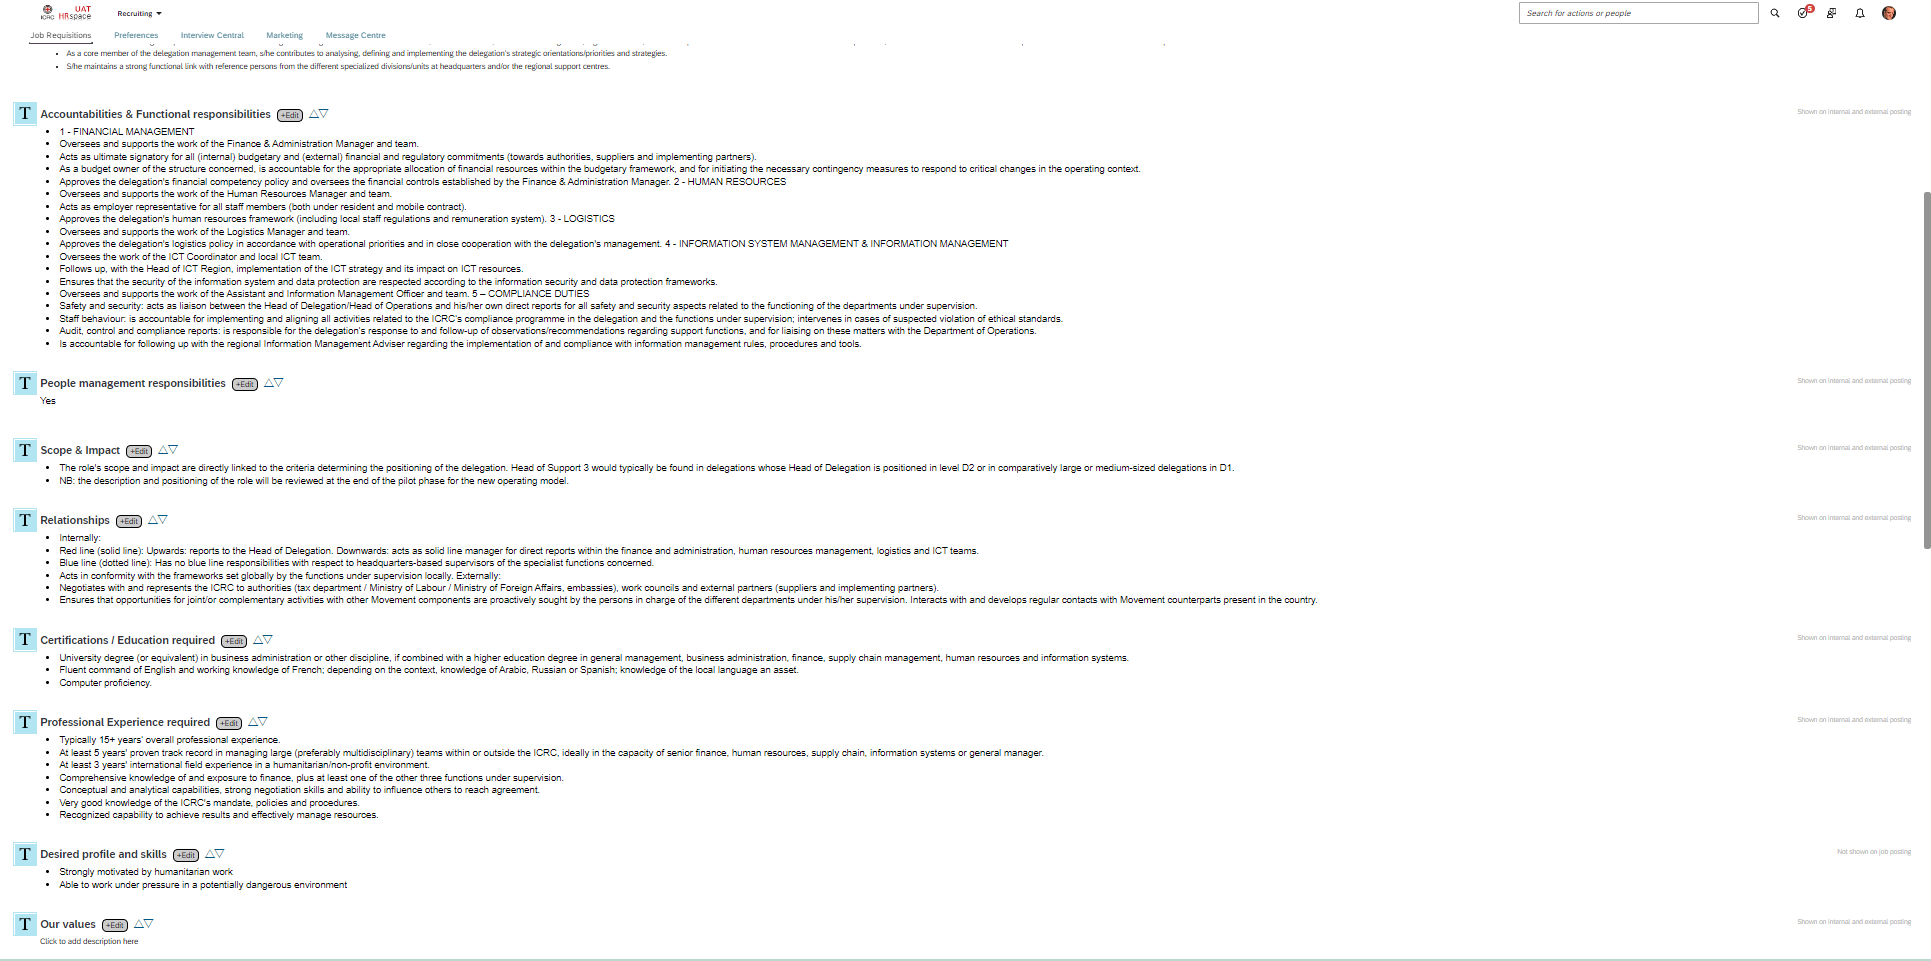 ICRC
UAT
HRspace
Recruiting
Search for actions or people
5
Job Requisitions
Preferences
Interview Central
Marketing
Message Centre
As a core member of the delegation management team, s/he contributes to analysing, defining and implementing the delegation's strategic orientations/priorities and strategies.
S/he maintains a strong functional link with reference persons from the different specialized divisions/units at headquarters and/or the regional support centres.
T Accountabilities & Functional responsibilities +Edit
Shown on internal and external posting
1 - FINANCIAL MANAGEMENT
Oversees and supports the work of the Finance & Administration Manager and team.
Acts as ultimate signatory for all (internal) budgetary and (external) financial and regulatory commitments (towards authorities, suppliers and implementing partners).
As a budget owner of the structure concerned, is accountable for the appropriate allocation of financial resources within the budgetary framework, and for initiating the necessary contingency measures to respond to critical changes in the operating context.
Approves the delegation's financial competency policy and oversees the financial controls established by the Finance & Administration Manager. 2 - HUMAN RESOURCES
Oversees and supports the work of the Human Resources Manager and team.
Acts as employer representative for all staff members (both under resident and mobile contract).
Approves the delegation's human resources framework (including local staff regulations and remuneration system). 3 - LOGISTICS
Oversees and supports the work of the Logistics Manager and team.
Approves the delegation's logistics policy in accordance with operational priorities and in close cooperation with the delegation's management. 4 - INFORMATION SYSTEM MANAGEMENT & INFORMATION MANAGEMENT
Oversees the work of the ICT Coordinator and local ICT team.
Follows up, with the Head of ICT Region, implementation of the ICT strategy and its impact on ICT resources.
Ensures that the security of the information system and data protection are respected according to the information security and data protection frameworks.
Oversees and supports the work of the Assistant and Information Management Officer and team. 5 – COMPLIANCE DUTIES
Safety and security: acts as liaison between the Head of Delegation/Head of Operations and his/her own direct reports for all safety and security aspects related to the functioning of the departments under supervision.
Staff behaviour: is accountable for implementing and aligning all activities related to the ICRC's compliance programme in the delegation and the functions under supervision; intervenes in cases of suspected violation of ethical standards.
Audit, control and compliance reports: is responsible for the delegation's response to and follow-up of observations/recommendations regarding support functions, and for liaising on these matters with the Department of Operations.
Is accountable for following up with the regional Information Management Adviser regarding the implementation of and compliance with information management rules, procedures and tools.
T People management responsibilities +Edit
Shown on internal and external posting
Yes
T Scope & Impact +Edit
Shown on internal and external posting
The role's scope and impact are directly linked to the criteria determining the positioning of the delegation. Head of Support 3 would typically be found in delegations whose Head of Delegation is positioned in level D2 or in comparatively large or medium-sized delegations in D1.
NB: the description and positioning of the role will be reviewed at the end of the pilot phase for the new operating model.
T Relationships +Edit
Shown on internal and external posting
Internally:
Red line (solid line): Upwards: reports to the Head of Delegation. Downwards: acts as solid line manager for direct reports within the finance and administration, human resources management, logistics and ICT teams.
Blue line (dotted line): Has no blue line responsibilities with respect to headquarters-based supervisors of the specialist functions concerned.
Acts in conformity with the frameworks set globally by the functions under supervision locally. Externally:
Negotiates with and represents the ICRC to authorities (tax department / Ministry of Labour / Ministry of Foreign Affairs, embassies), work councils and external partners (suppliers and implementing partners).
Ensures that opportunities for joint/or complementary activities with other Movement components are proactively sought by the persons in charge of the different departments under his/her supervision. Interacts with and develops regular contacts with Movement counterparts present in the country.
T Certifications / Education required +Edit
Shown on internal and external posting
University degree (or equivalent) in business administration or other discipline, if combined with a higher education degree in general management, business administration, finance, supply chain management, human resources and information systems.
Fluent command of English and working knowledge of French; depending on the context, knowledge of Arabic, Russian or Spanish; knowledge of the local language an asset.
Computer proficiency.
T Professional Experience required +Edit
Shown on internal and external posting
Typically 15+ years' overall professional experience.
At least 5 years' proven track record in managing large (preferably multidisciplinary) teams within or outside the ICRC, ideally in the capacity of senior finance, human resources, supply chain, information systems or general manager.
At least 3 years' international field experience in a humanitarian/non-profit environment.
Comprehensive knowledge of and exposure to finance, plus at least one of the other three functions under supervision.
Conceptual and analytical capabilities, strong negotiation skills and ability to influence others to reach agreement.
Very good knowledge of the ICRC's mandate, policies and procedures.
Recognized capability to achieve results and effectively manage resources.
T Desired profile and skills +Edit
Not shown on job posting
Strongly motivated by humanitarian work
Able to work under pressure in a potentially dangerous environment
T Our values +Edit
Shown on internal and external posting
Click to add description here